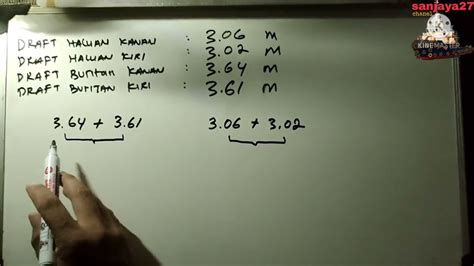 sanjaya27
channel
KINEMASTER
DRAFT HALUAN KANAN : 3.06 m
DRAFT HALUAN KIRI : 3.02 m
DRAFT BURITAN KANAN : 3.64 m
DRAFT BURITAN KIRI : 3.61 m
3.64 + 3.61 3.06 + 3.02